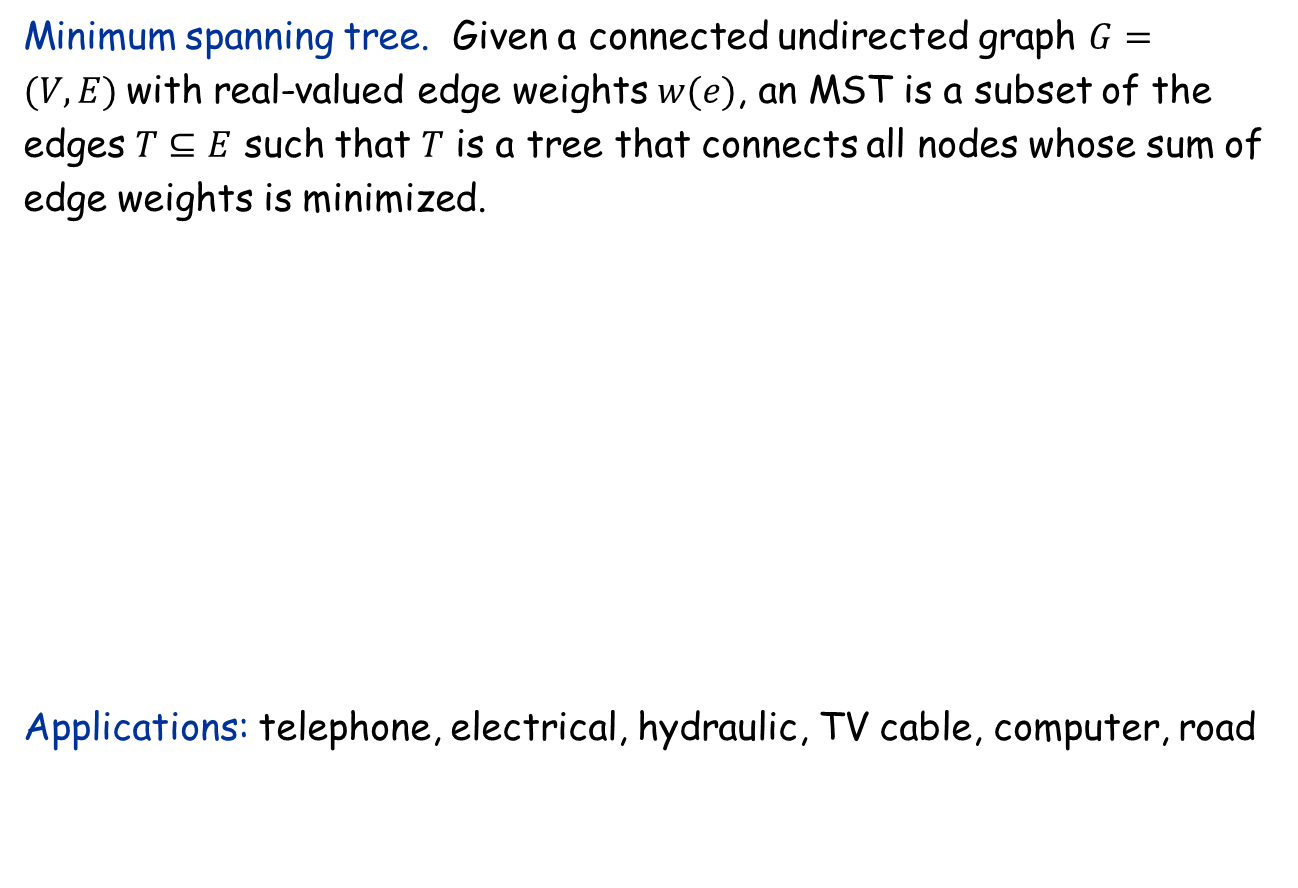 Minimum spanning tree. Given a connected undirected graph G =
(V, E) with real-valued edge weights w(e), an MST is a subset of the
edges T ⊆ E such that T is a tree that connects all nodes whose sum of
edge weights is minimized.
Applications: telephone, electrical, hydraulic, TV cable, computer, road